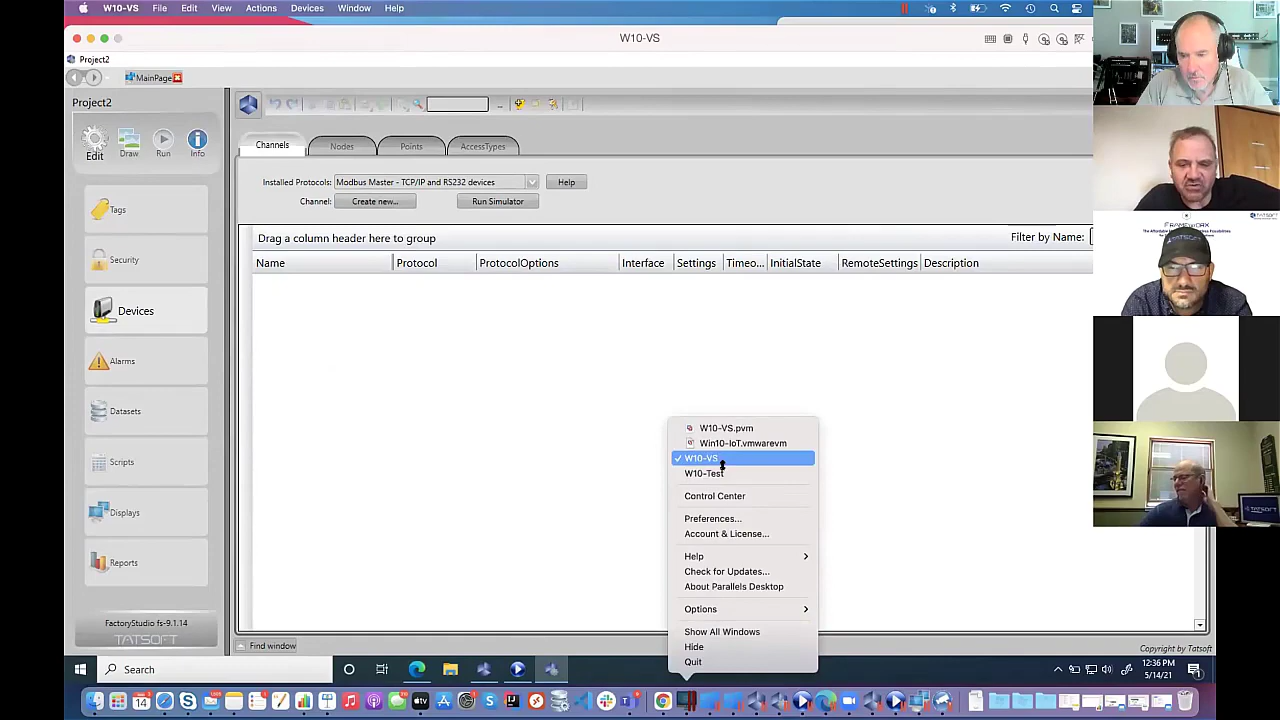 W10-VS File Edit View Actions Devices Window Help
W10-VS
Project2
MainPage
Project2
Edit Draw Run Info
Tags
Security
Devices
Alarms
Datasets
Scripts
Displays
Reports
FactoryStudio fs-9.1.14
TATSOFT
Channels Nodes Points AccessTypes
Installed Protocols: Modbus Master - TCP/IP and RS232 devices Help
Channel: Create new... Run Simulator
Drag a column header here to group
Filter by Name:
Name Protocol ProtocolOptions Interface Settings Timeo... InitialState RemoteSettings Description
W10-VS.pvm
Win10-IoT.vmwarevm
W10-VS
W10-Test
Control Center
Preferences...
Account & License...
Help
Check for Updates...
About Parallels Desktop
Options
Show All Windows
Hide
Quit
Find window
Copyright by Tatsoft
Search
12:36 PM
5/14/21
14
TATSOFT
TATSOFT